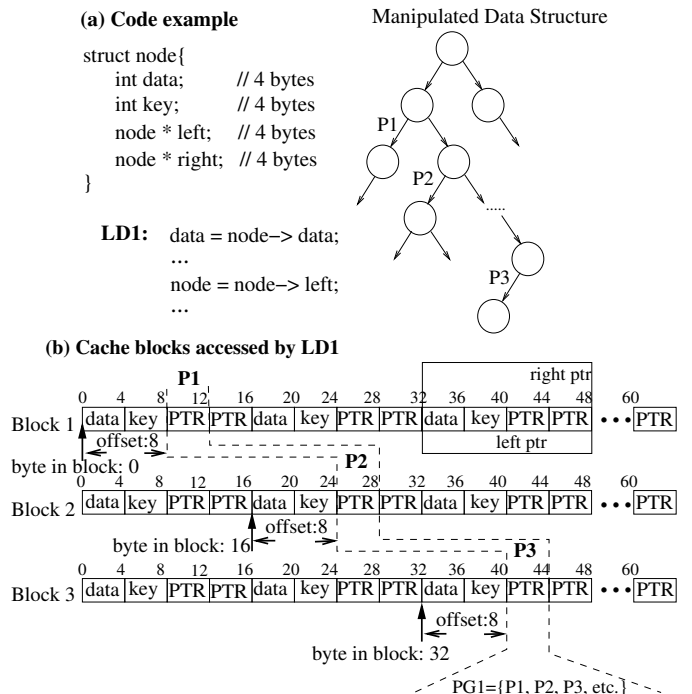 (a) Code example
Manipulated Data Structure
struct node{
int data; // 4 bytes
int key; // 4 bytes
node * left; // 4 bytes
node * right; // 4 bytes
}
P1
P2
.....
P3
LD1: data = node–> data;
...
node = node–> left;
...
(b) Cache blocks accessed by LD1
P1
right ptr
0 4 8 12 16 20 24 28 32 36 40 44 48 60
Block 1 data key PTR PTR data key PTR PTR data key PTR PTR ••• PTR
offset:8
left ptr
byte in block: 0
P2
0 4 8 12 16 20 24 28 32 36 40 44 48 60
Block 2 data key PTR PTR data key PTR PTR data key PTR PTR ••• PTR
offset:8
byte in block: 16
P3
0 4 8 12 16 20 24 28 32 36 40 44 48 60
Block 3 data key PTR PTR data key PTR PTR data key PTR PTR ••• PTR
offset:8
byte in block: 32
PG1={P1, P2, P3, etc.}